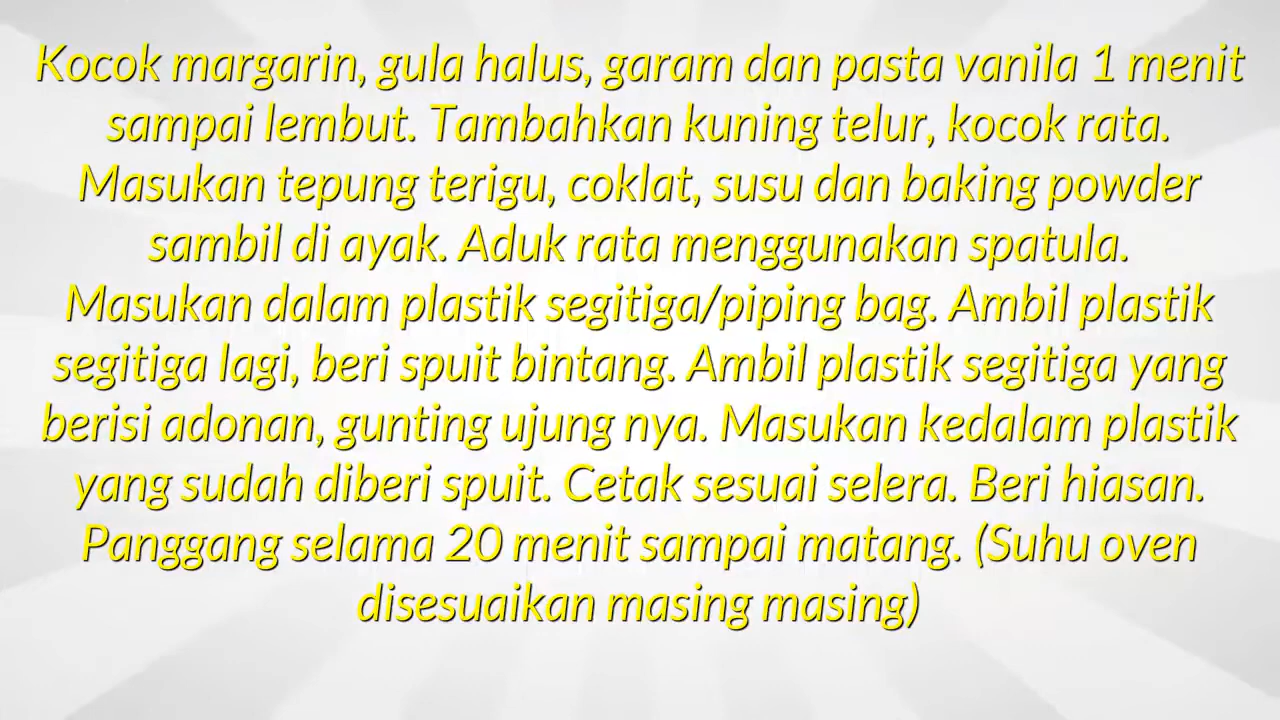 Kocok margarin, gula halus, garam dan pasta vanila 1 menit
sampai lembut. Tambahkan kuning telur, kocok rata.
Masukan tepung terigu, coklat, susu dan baking powder
sambil di ayak. Aduk rata menggunakan spatula.
Masukan dalam plastik segitiga/piping bag. Ambil plastik
segitiga lagi, beri spuit bintang. Ambil plastik segitiga yang
berisi adonan, gunting ujung nya. Masukan kedalam plastik
yang sudah diberi spuit. Cetak sesuai selera. Beri hiasan.
Panggang selama 20 menit sampai matang. (Suhu oven
disesuaikan masing masing)